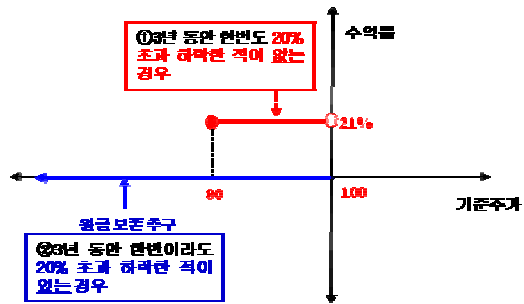 ①3년 동안 한번도 20%
초과 하락한 적이 없는
경우
수익률
21%
80
100
기준주가
원금 보존 추구
②3년 동안 한번이라도
20% 초과 하락한 적이
있는 경우